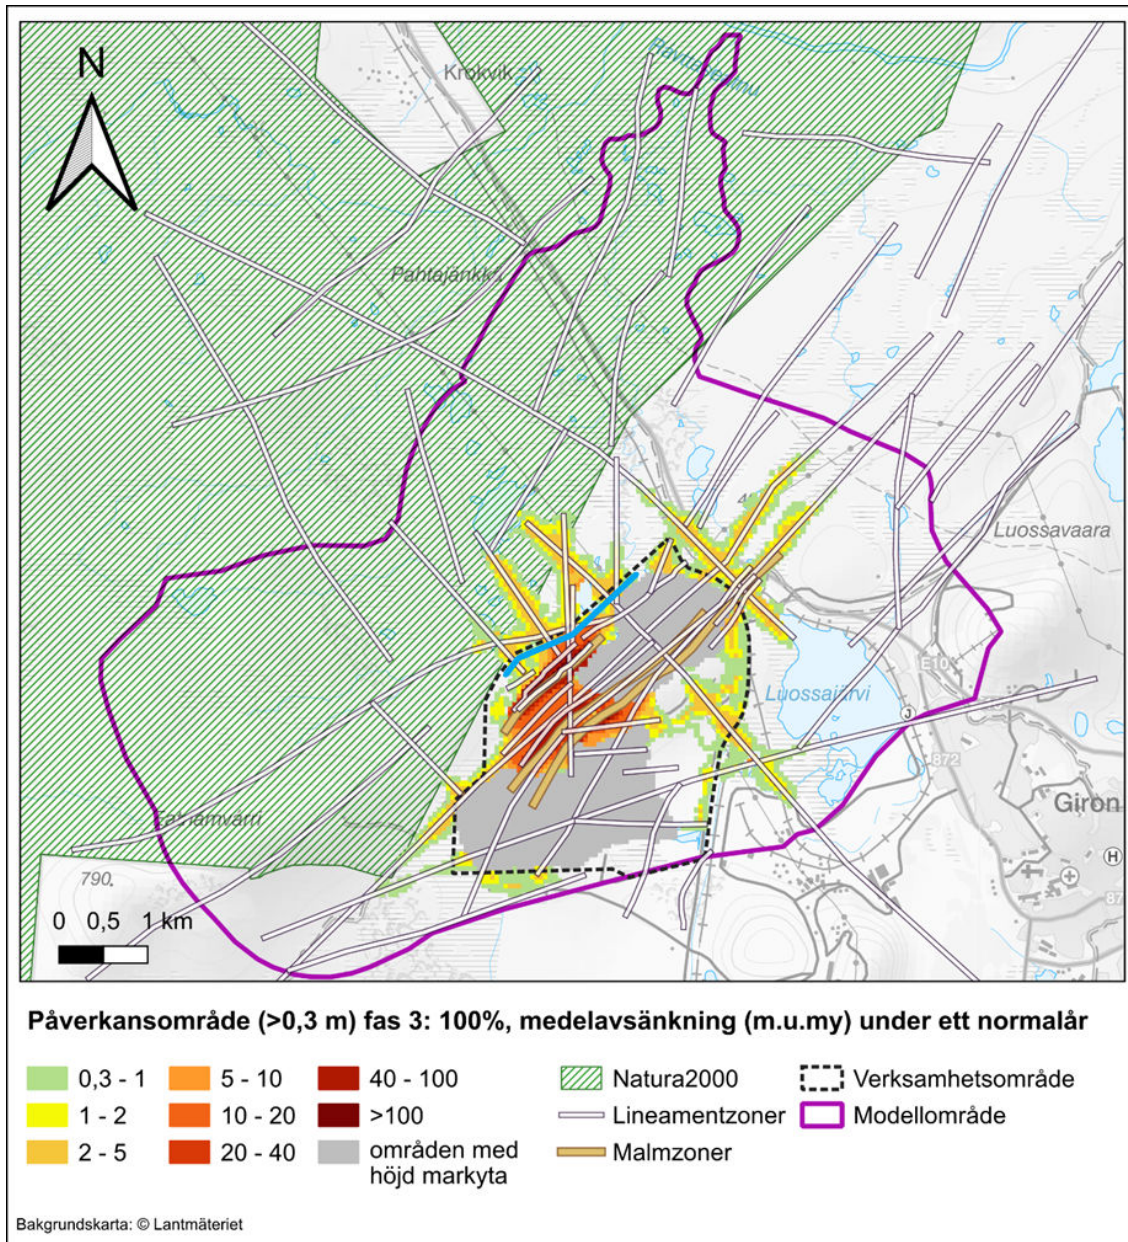 N
Krokvik
Pahtajänkkä
Luossavaara
E10
Luossajärvi
J
872
Giron
H
87
790.
0 0,5 1 km
Påverkansområde (>0,3 m) fas 3: 100%, medelavsänkning (m.u.my) under ett normalår
0,3 - 1
5 - 10
40 - 100
Natura2000
Verksamhetsområde
1 - 2
10 - 20
>100
Lineamentzoner
Modellområde
2 - 5
20 - 40
områden med
höjd markyta
Malmzoner
Bakgrundskarta: © Lantmäteriet